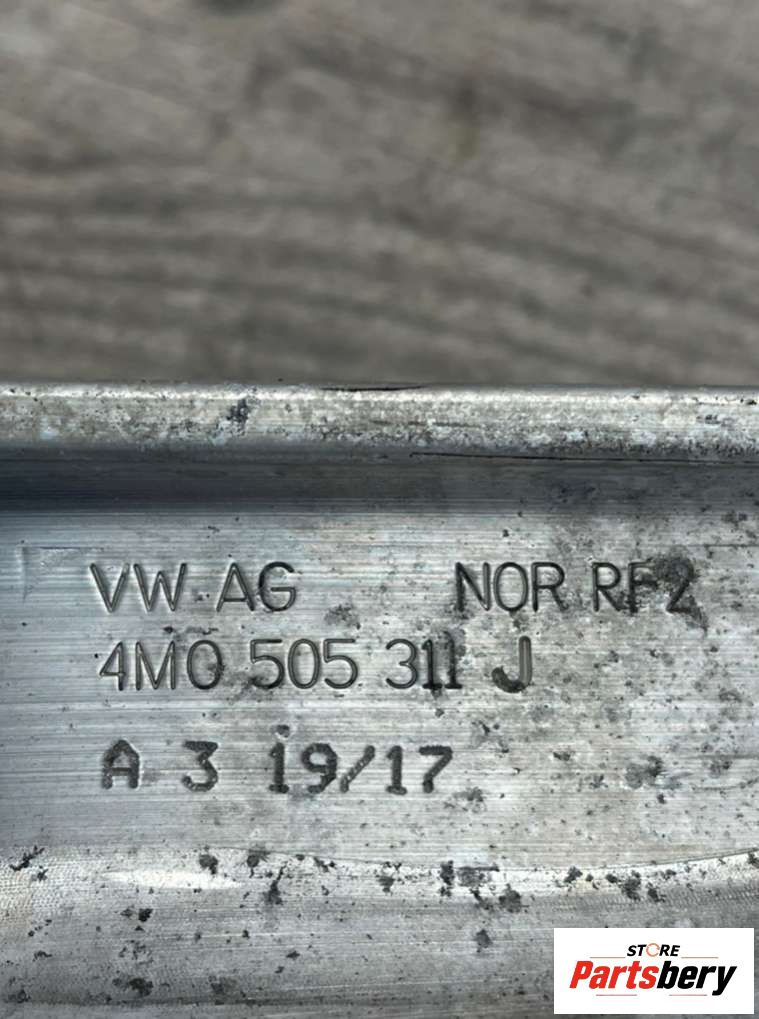 VW AG NOR RF2
4M0 505 311 J
A 3 19/17
STORE
Partsbery